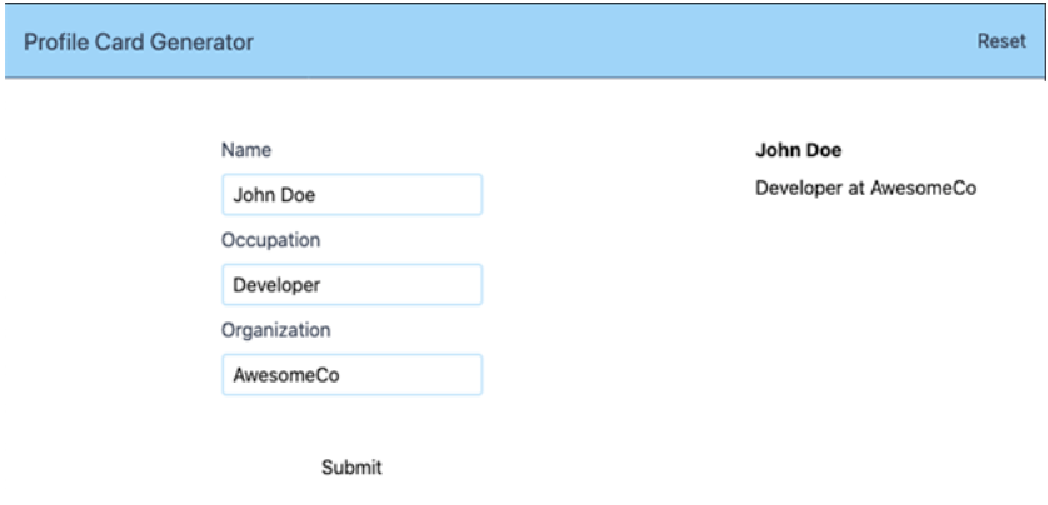 Profile Card Generator
Reset
Name
John Doe
Occupation
Developer
Organization
AwesomeCo
Submit
John Doe
Developer at AwesomeCo